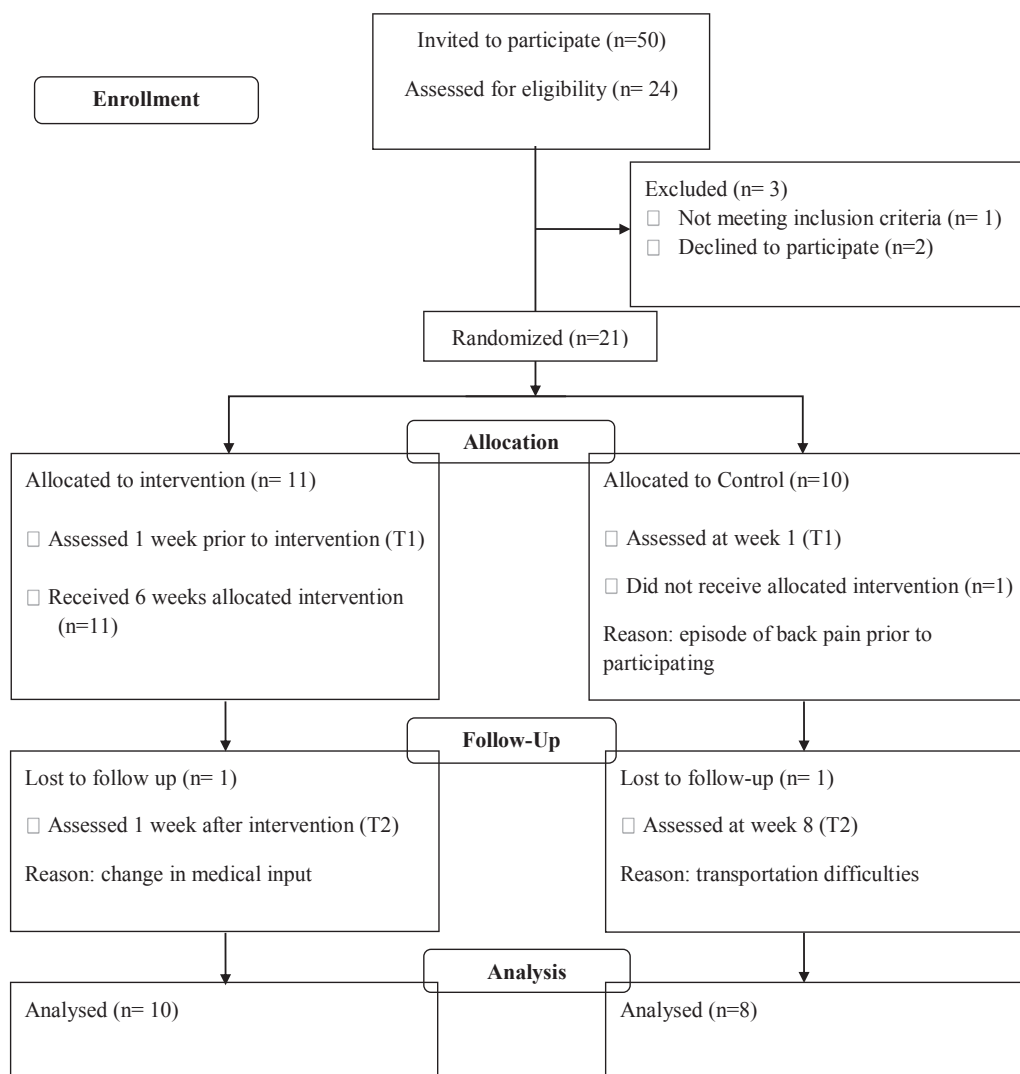 Invited to participate (n=50)
Assessed for eligibility (n= 24)
Enrollment
Excluded (n= 3)
□ Not meeting inclusion criteria (n= 1)
□ Declined to participate (n=2)
Randomized (n=21)
Allocation
Allocated to intervention (n= 11)
□ Assessed 1 week prior to intervention (T1)
□ Received 6 weeks allocated intervention
(n=11)
Allocated to Control (n=10)
□ Assessed at week 1 (T1)
□ Did not receive allocated intervention (n=1)
Reason: episode of back pain prior to
participating
Follow-Up
Lost to follow up (n= 1)
□ Assessed 1 week after intervention (T2)
Reason: change in medical input
Lost to follow-up (n= 1)
□ Assessed at week 8 (T2)
Reason: transportation difficulties
Analysis
Analysed (n= 10)
Analysed (n=8)